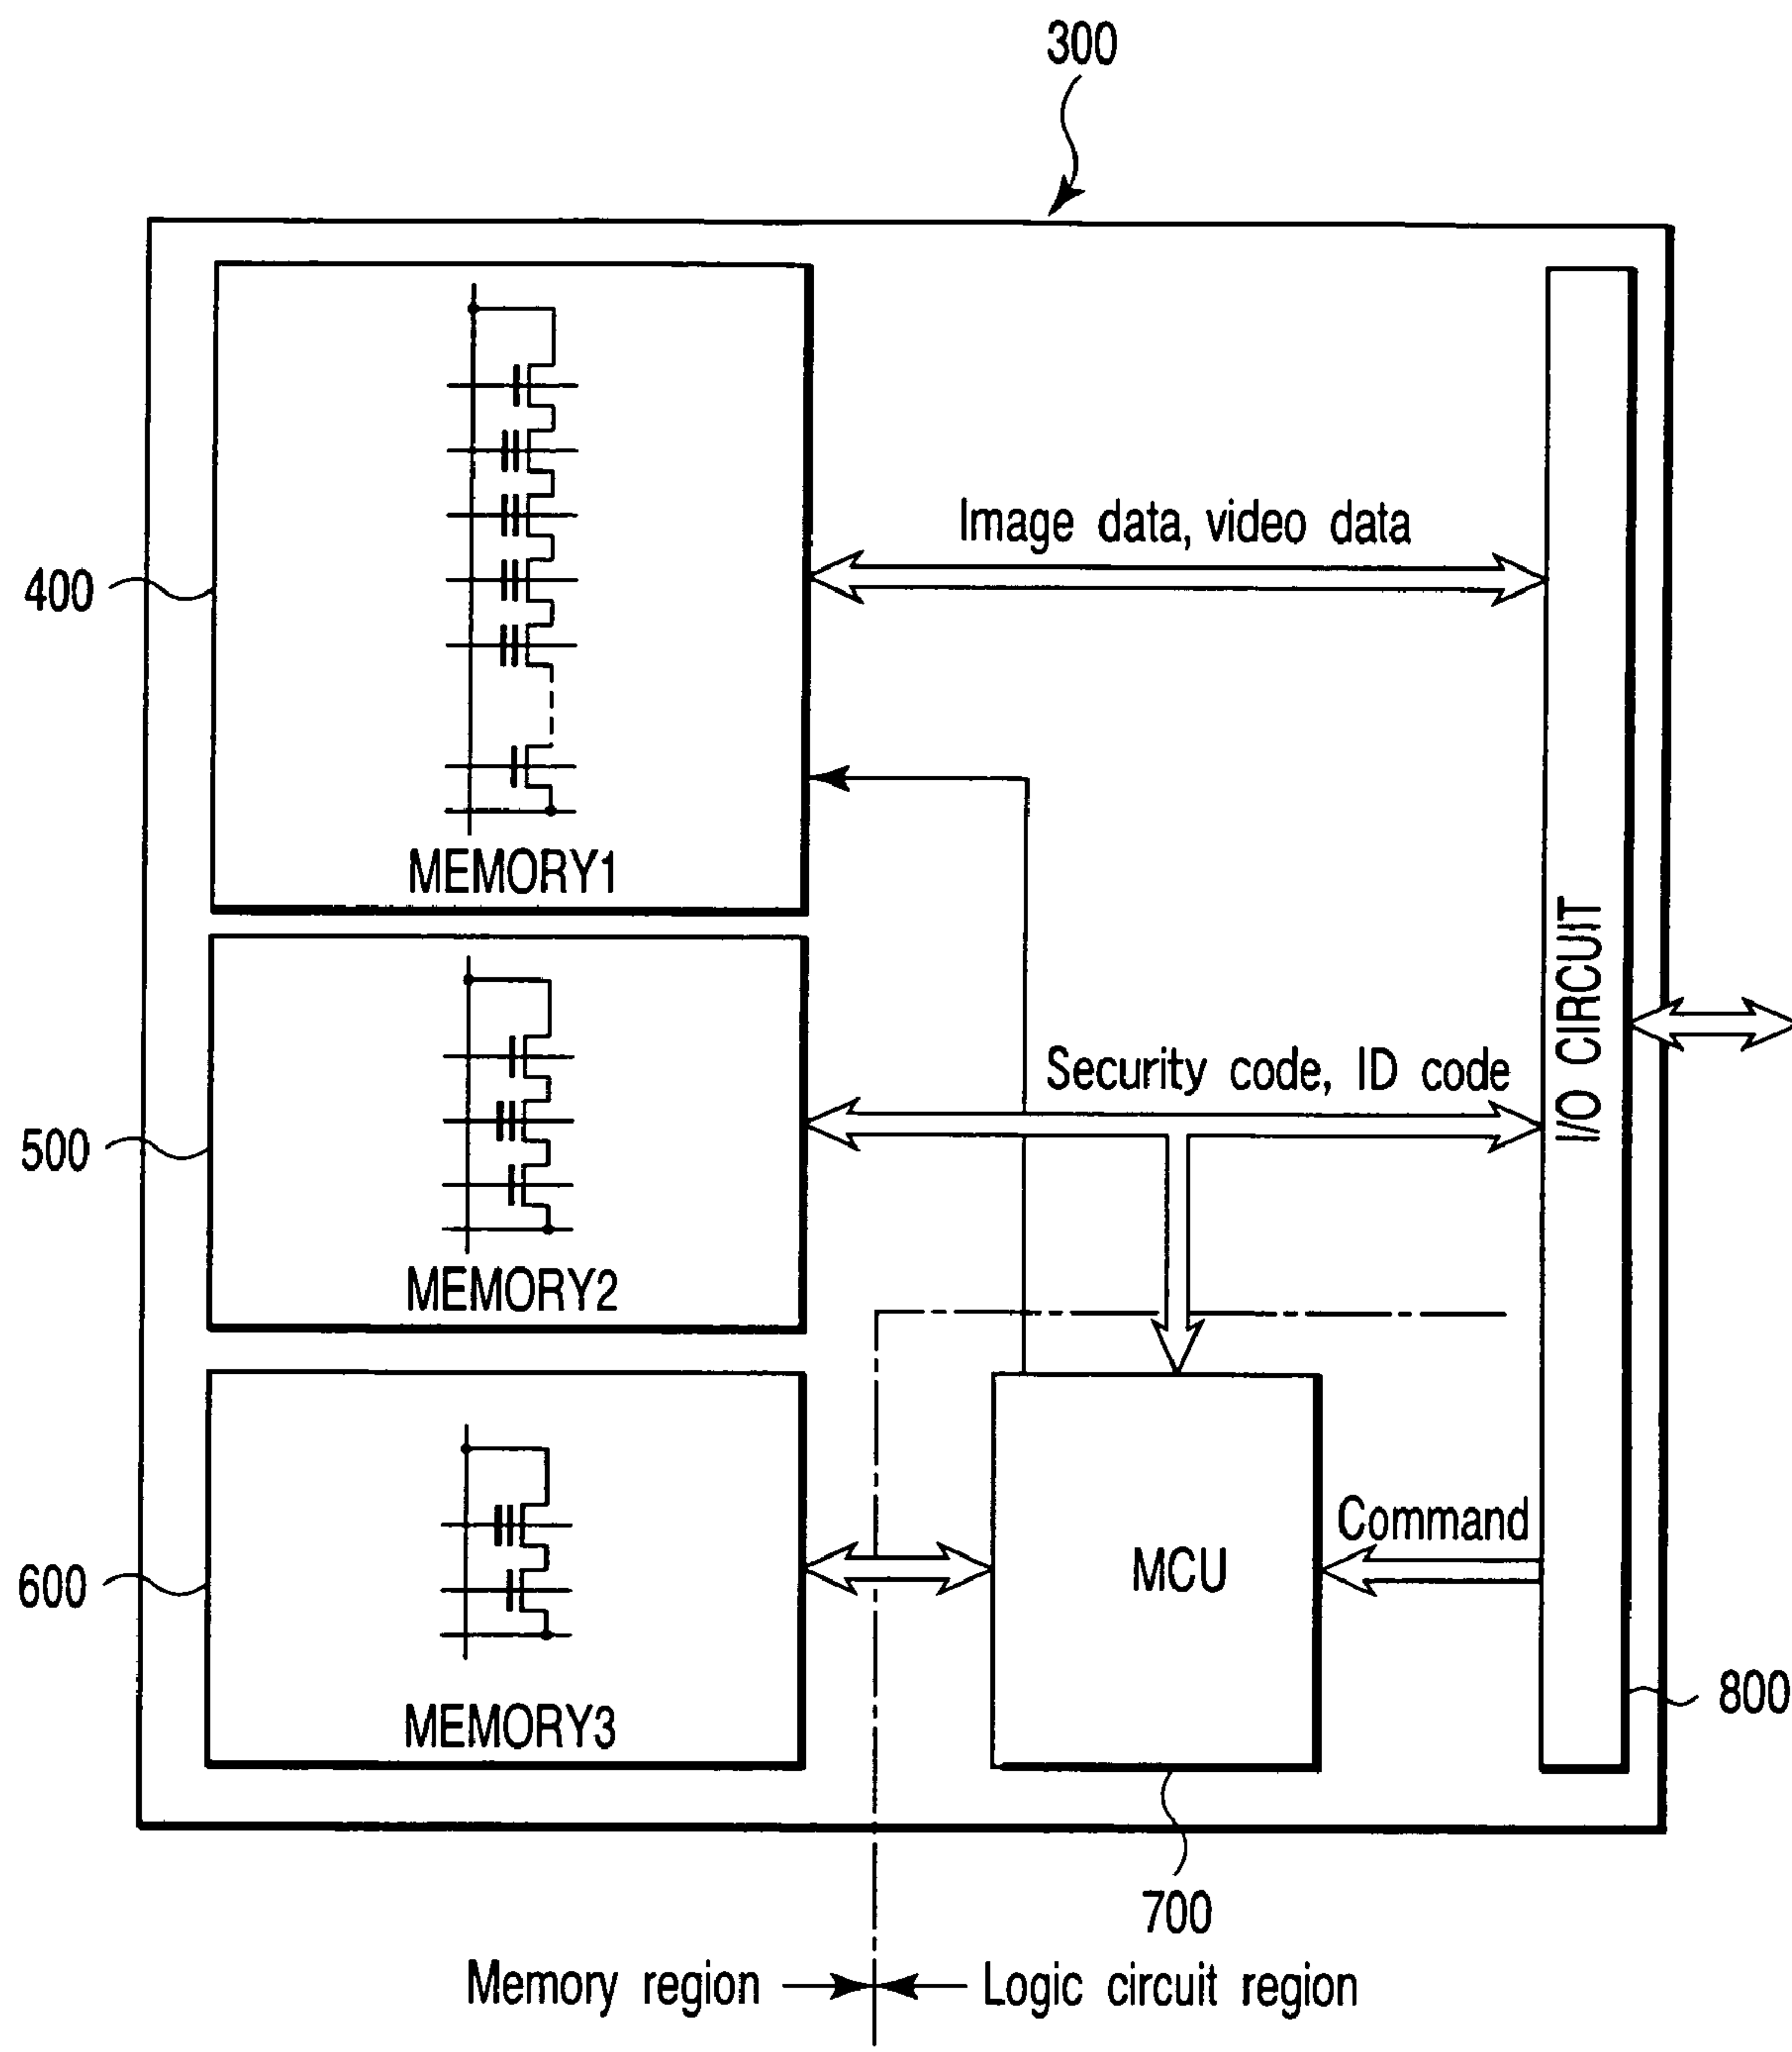 300
Image data, video data
400
MEMORY1
I/O CIRCUIT
Security code, ID code
500
MEMORY2
Command
MCU
600
800
MEMORY3
700
Memory region
Logic circuit region